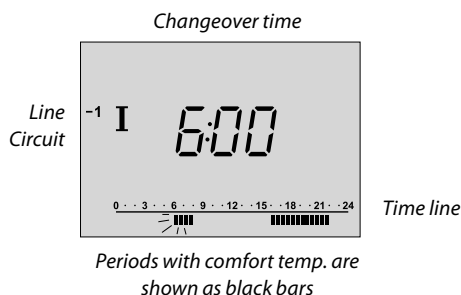 Changeover time
Line
Circuit
-1 I
6:00
0 · · 3 · · 6 · · 9 · · 12 · · 15 · · 18 · · 21 · · 24
Time line
Periods with comfort temp. are
shown as black bars